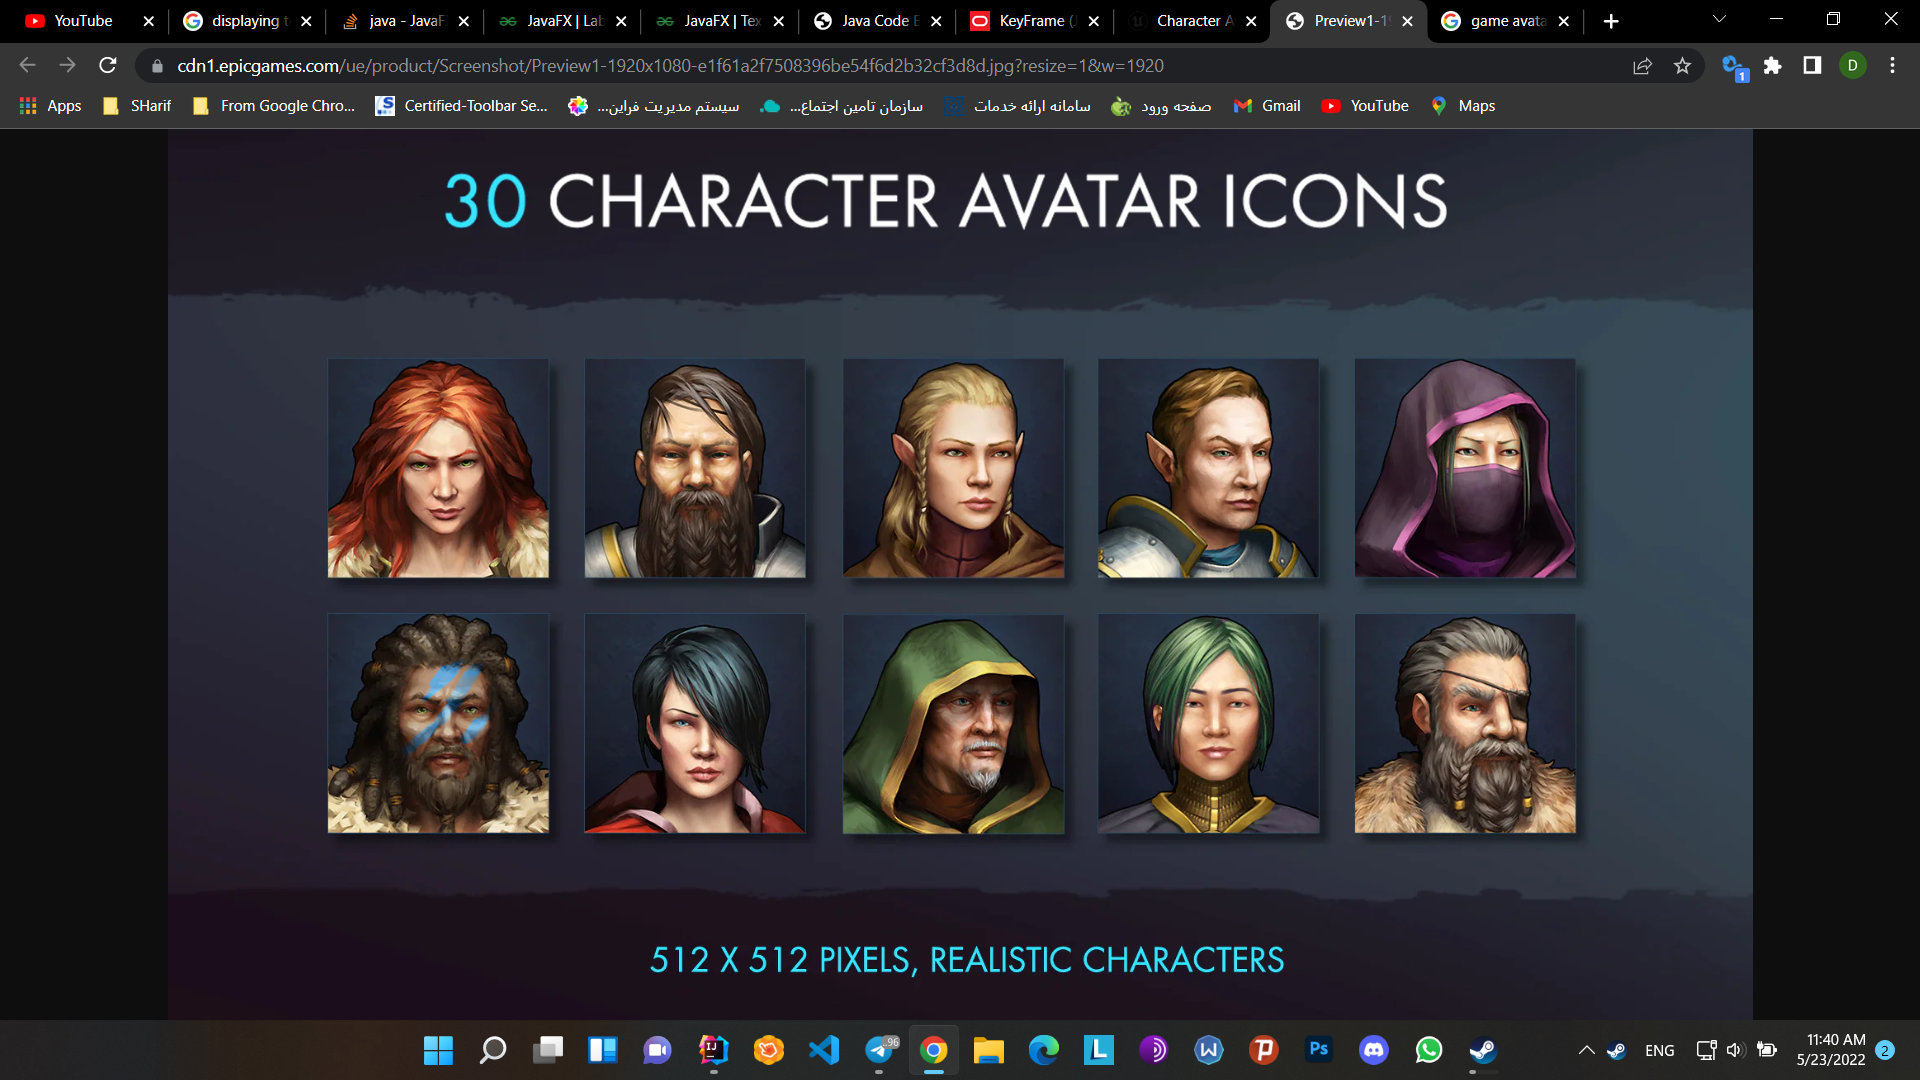 YouTube
displaying t
java - JavaF
JavaFX | Lab
JavaFX | Tex
Java Code E
KeyFrame (J
Character A
Preview1-19
game avata
cdn1.epicgames.com/ue/product/Screenshot/Preview1-1920x1080-e1f61a2f7508396be54f6d2b32cf3d8d.jpg?resize=1&w=1920
1
D
Apps
SHarif
From Google Chro...
Certified-Toolbar Se...
سیستم مدیریت فراین...
سازمان تامین اجتماع...
سامانه ارائه خدمات
صفحه ورود
Gmail
YouTube
Maps
30 CHARACTER AVATAR ICONS
512 X 512 PIXELS, REALISTIC CHARACTERS
..96
ENG
11:40 AM
5/23/2022
2